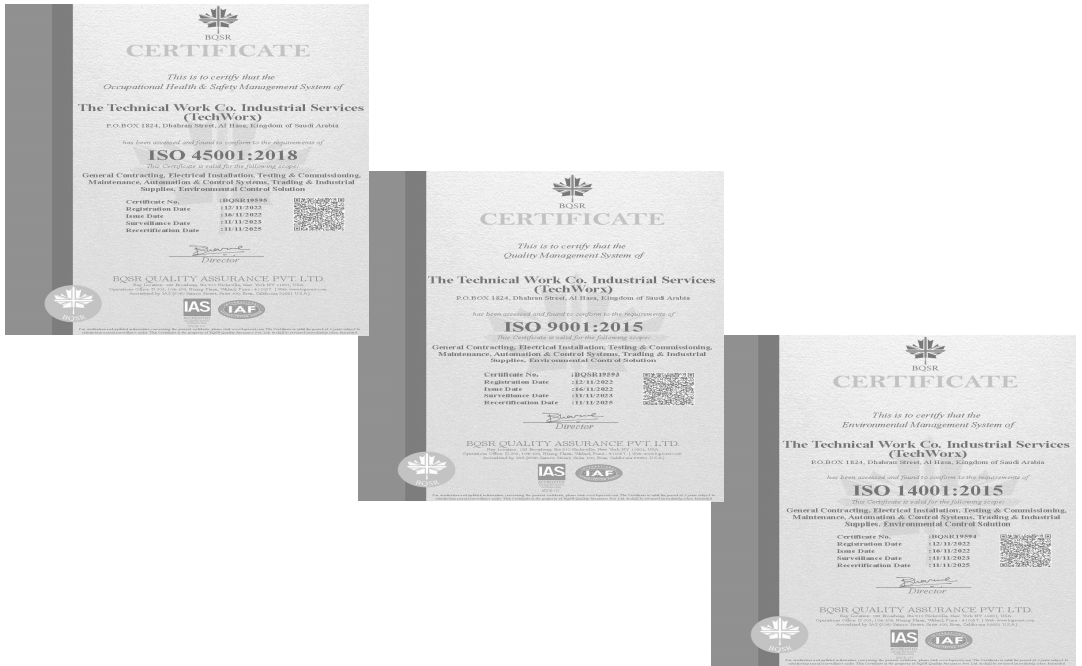 BQSR
CERTIFICATE
This is to certify that the
Occupational Health & Safety Management System of
The Technical Work Co. Industrial Services
(TechWorx)
P.O.BOX 1824, Dhahran Street, Al Hasa, Kingdom of Saudi Arabia
has been assessed and found to conform to the requirements of
ISO 45001:2018
This Certificate is valid for the following scope:
General Contracting, Electrical Installation, Testing & Commissioning,
Maintenance, Automation & Control Systems, Trading & Industrial
Supplies, Environmental Control Solution
Certificate No. :BQSR19595
Registration Date :12/11/2022
Issue Date :16/11/2022
Surveillance Date :11/11/2023
Recertification Date :11/11/2025
Director
BQSR QUALITY ASSURANCE PVT. LTD.
BQSR
IAS
IAF
BQSR
CERTIFICATE
This is to certify that the
Quality Management System of
The Technical Work Co. Industrial Services
(TechWorx)
P.O.BOX 1824, Dhahran Street, Al Hasa, Kingdom of Saudi Arabia
has been assessed and found to conform to the requirements of
ISO 9001:2015
This Certificate is valid for the following scope:
General Contracting, Electrical Installation, Testing & Commissioning,
Maintenance, Automation & Control Systems, Trading & Industrial
Supplies, Environmental Control Solution
Certificate No. :BQSR19593
Registration Date :12/11/2022
Issue Date :16/11/2022
Surveillance Date :11/11/2023
Recertification Date :11/11/2025
Director
BQSR QUALITY ASSURANCE PVT. LTD.
BQSR
IAS
IAF
BQSR
CERTIFICATE
This is to certify that the
Environmental Management System of
The Technical Work Co. Industrial Services
(TechWorx)
P.O.BOX 1824, Dhahran Street, Al Hasa, Kingdom of Saudi Arabia
has been assessed and found to conform to the requirements of
ISO 14001:2015
This Certificate is valid for the following scope:
General Contracting, Electrical Installation, Testing & Commissioning,
Maintenance, Automation & Control Systems, Trading & Industrial
Supplies, Environmental Control Solution
Certificate No. :BQSR19594
Registration Date :12/11/2022
Issue Date :16/11/2022
Surveillance Date :11/11/2023
Recertification Date :11/11/2025
Director
BQSR QUALITY ASSURANCE PVT. LTD.
BQSR
IAS
IAF